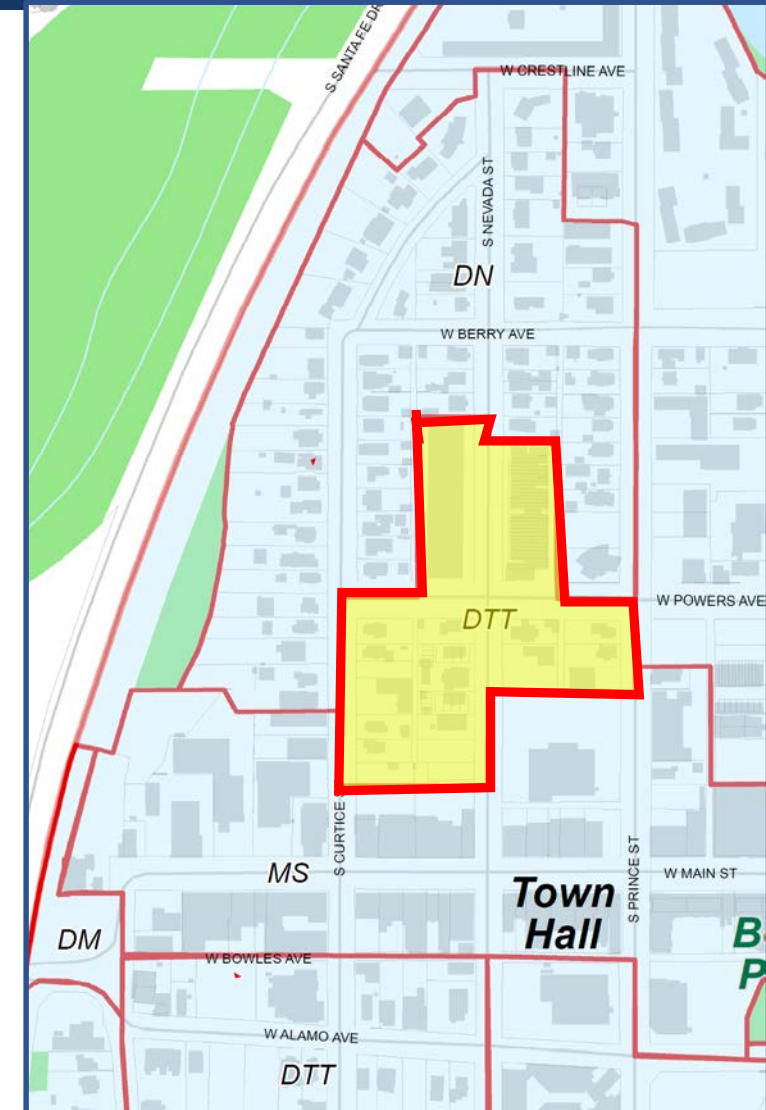 S SANTA FE DR
W CRESTLINE AVE
S NEVADA ST
DN
W BERRY AVE
W POWERS AVE
DTT
S CURTICE
S PRINCE ST
MS
W MAIN ST
Town
Hall
DM
W BOWLES AVE
W ALAMO AVE
DTT